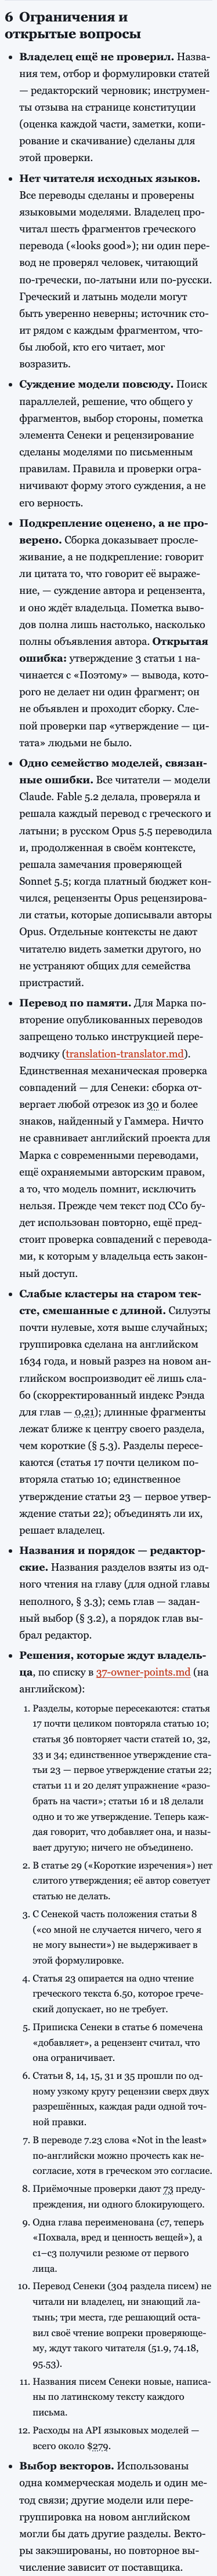 6 Ограничения и
открытые вопросы
• Владелец ещё не проверил. Назва-
ния тем, отбор и формулировки статей
— редакторский черновик; инструмен-
ты отзыва на странице конституции
(оценка каждой части, заметки, копи-
рование и скачивание) сделаны для
этой проверки.
• Нет читателя исходных языков.
Все переводы сделаны и проверены
языковыми моделями. Владелец про-
читал шесть фрагментов греческого
перевода («looks good»); ни один пере-
вод не проверял человек, читающий
по-гречески, по-латыни или по-русски.
Греческий и латынь модели могут
быть уверенно неверны; источник сто-
ит рядом с каждым фрагментом, что-
бы любой, кто его читает, мог
возразить.
• Суждение модели повсюду. Поиск
параллелей, решение, что общего у
фрагментов, выбор стороны, пометка
элемента Сенеки и рецензирование
сделаны моделями по письменным
правилам. Правила и проверки огра-
ничивают форму этого суждения, а не
его верность.
• Подкрепление оценено, а не про-
верено. Сборка доказывает просле-
живание, а не подкрепление: говорит
ли цитата то, что говорит её выраже-
ние, — суждение автора и рецензента,
и оно ждёт владельца. Пометка выво-
дов полна лишь настолько, насколько
полны объявления автора. Открытая
ошибка: утверждение 3 статьи 1 на-
чинается с «Поэтому» — вывода, кото-
рого не делает ни один фрагмент; он
не объявлен и проходит сборку. Сле-
пой проверки пар «утверждение — ци-
тата» людьми не было.
• Одно семейство моделей, связан-
ные ошибки. Все читатели — модели
Claude. Fable 5.2 делала, проверяла и
решала каждый перевод с греческого и
латыни; в русском Opus 5.5 переводила
и, продолженная в своём контексте,
решала замечания проверяющей
Sonnet 5.5; когда платный бюджет кон-
чился, рецензенты Opus рецензирова-
ли статьи, которые дописывали авторы
Opus. Отдельные контексты не дают
читателю видеть заметки другого, но
не устраняют общих для семейства
пристрастий.
• Перевод по памяти. Для Марка по-
вторение опубликованных переводов
запрещено только инструкцией пере-
водчику (translation-translator.md).
Единственная механическая проверка
совпадений — для Сенеки: сборка от-
вергает любой отрезок из 30 и более
знаков, найденный у Гаммера. Ничто
не сравнивает английский проекта для
Марка с современными переводами,
ещё охраняемыми авторским правом,
а то, что модель помнит, исключить
нельзя. Прежде чем текст под CC0 бу-
дет использован повторно, ещё пред-
стоит проверка совпадений с перевода-
ми, к которым у владельца есть закон-
ный доступ.
• Слабые кластеры на старом тек-
сте, смешанные с длиной. Силуэты
почти нулевые, хотя выше случайных;
группировка сделана на английском
1634 года, и новый разрез на новом ан-
глийском воспроизводит её лишь сла-
бо (скорректированный индекс Рэнда
для глав — 0,21); длинные фрагменты
лежат ближе к центру своего раздела,
чем короткие (§ 5.3). Разделы пересе-
каются (статья 17 почти целиком по-
вторяла статью 10; единственное
утверждение статьи 23 — первое утвер-
ждение статьи 22); объединять ли их,
решает владелец.
• Названия и порядок — редактор-
ские. Названия разделов взяты из од-
ного чтения на главу (для одной главы
неполного, § 3.3); семь глав — задан-
ный выбор (§ 3.2), а порядок глав вы-
брал редактор.
• Решения, которые ждут владель-
ца, по списку в 37-owner-points.md (на
английском):
1. Разделы, которые пересекаются: статья
17 почти целиком повторяла статью 10;
статья 36 повторяет части статей 10, 32,
33 и 34; единственное утверждение ста-
тьи 23 — первое утверждение статьи 22;
статьи 11 и 20 делят упражнение «разо-
брать на части»; статьи 16 и 18 делали
одно и то же утверждение. Теперь каж-
дая говорит, что добавляет она, и назы-
вает другую; ничего не объединено.
2. В статье 29 («Короткие изречения») нет
слитого утверждения; её автор советует
статью не делать.
3. С Сенекой часть положения статьи 8
(«со мной не случается ничего, чего я
не могу вынести») не выдерживает в
этой формулировке.
4. Статья 23 опирается на одно чтение
греческого текста 6.50, которое грече-
ский допускает, но не требует.
5. Приписка Сенеки в статье 6 помечена
«добавляет», а рецензент считал, что
она ограничивает.
6. Статьи 8, 14, 15, 31 и 35 прошли по од-
ному узкому кругу рецензии сверх двух
разрешённых, каждая ради одной точ-
ной правки.
7. В переводе 7.23 слова «Not in the least»
по-английски можно прочесть как не-
согласие, хотя в греческом это согласие.
8. Приёмочные проверки дают 73 преду-
преждения, ни одного блокирующего.
9. Одна глава переименована (c7, теперь
«Похвала, вред и ценность вещей»), а
c1–c3 получили резюме от первого
лица.
10. Перевод Сенеки (304 раздела писем) не
читали ни владелец, ни знающий ла-
тынь; три места, где решающий оста-
вил своё чтение вопреки проверяюще-
му, ждут такого читателя (51.9, 74.18,
95.53).
11. Названия писем Сенеки новые, написа-
ны по латинскому тексту каждого
письма.
12. Расходы на API языковых моделей —
всего около $279.
• Выбор векторов. Использованы
одна коммерческая модель и один ме-
тод связи; другие модели или пере-
группировка на новом английском
могли бы дать другие разделы. Векто-
ры закэшированы, но повторное вы-
числение зависит от поставщика.